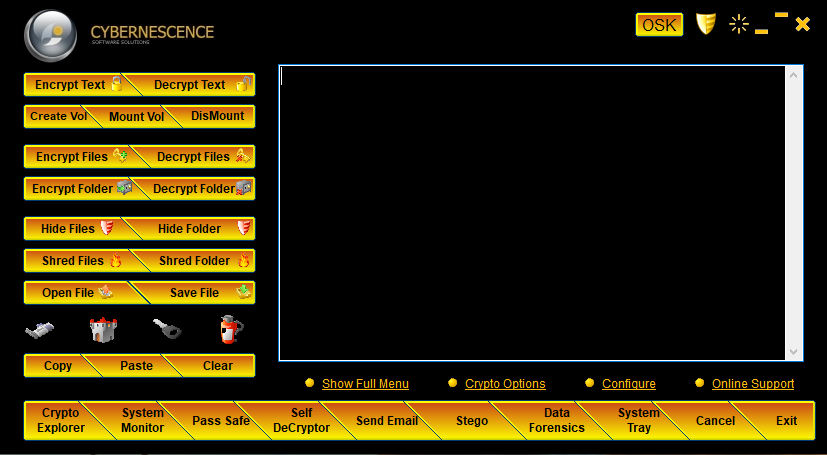 CYBERNESCENCE
SOFTWARE SOLUTIONS
OSK
Encrypt Text Decrypt Text
Create Vol Mount Vol DisMount
Encrypt Files Decrypt Files
Encrypt Folder Decrypt Folder
Hide Files Hide Folder
Shred Files Shred Folder
Open File Save File
Copy Paste Clear
Show Full Menu Crypto Options Configure Online Support
Crypto Explorer System Monitor Pass Safe Self DeCryptor Send Email Stego Data Forensics System Tray Cancel Exit